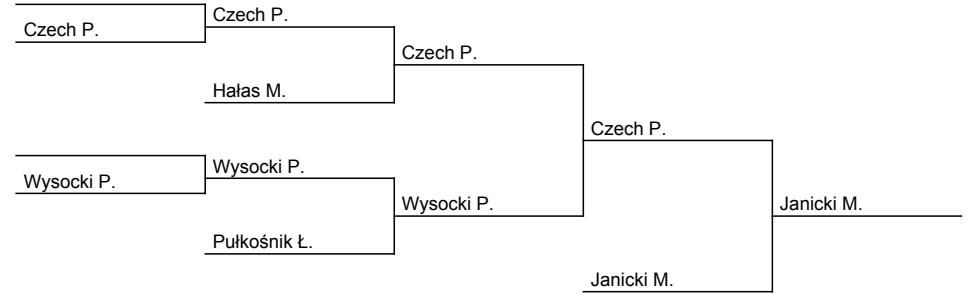 Czech P.
Czech P.
Hałas M.
Czech P.
Wysocki P.
Wysocki P.
Pułkośnik Ł.
Wysocki P.
Czech P.
Janicki M.
Janicki M.